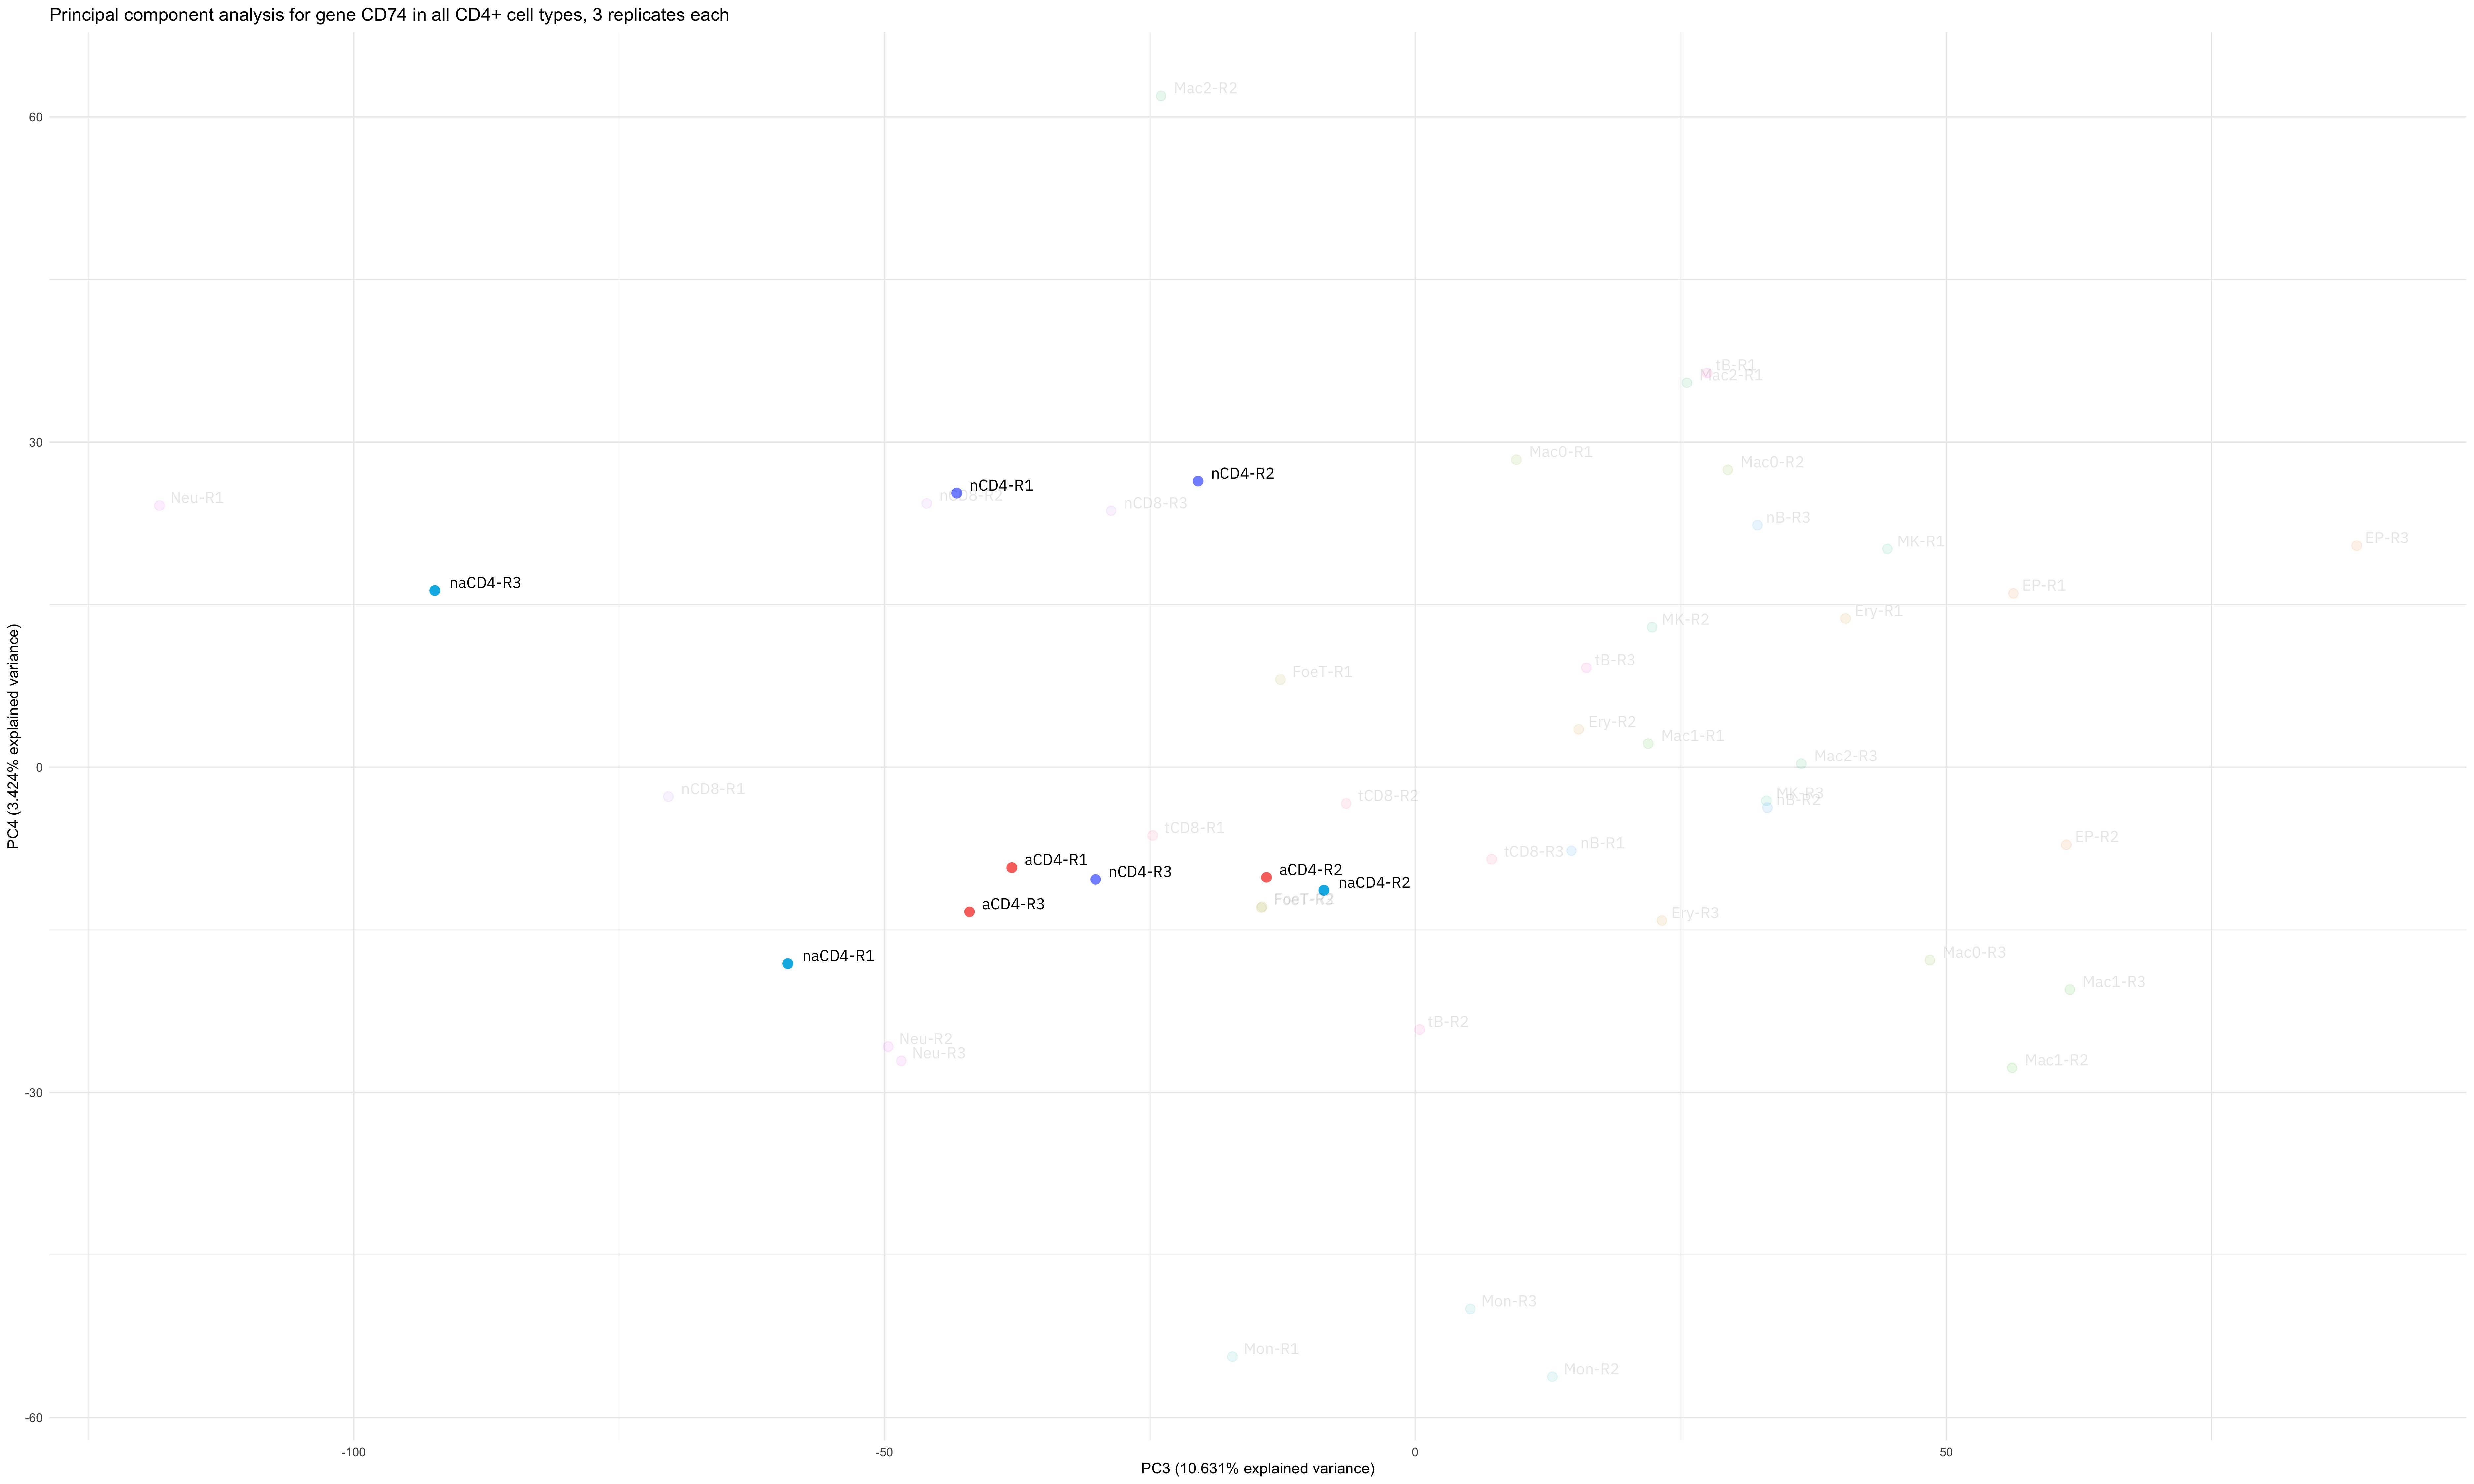 Principal component analysis for gene CD74 in all CD4+ cell types, 3 replicates each
Mac2-R2
60
tB-R1
Mac2-R1
30
Mac0-R1
Mac0-R2
nCD4-R2
nCD4-R1
nCD8-R2
Neu-R1
nCD8-R3
nB-R3
MK-R1
EP-R3
naCD4-R3
EP-R1
Ery-R1
MK-R2
tB-R3
FoeT-R1
Ery-R2
Mac1-R1
Mac2-R3
0
nCD8-R1
tCD8-R2
MK-R3
nB-R2
tCD8-R1
EP-R2
nB-R1
tCD8-R3
aCD4-R1
nCD4-R3
aCD4-R2
naCD4-R2
aCD4-R3
FoeT-R2
Ery-R3
naCD4-R1
Mac0-R3
Mac1-R3
tB-R2
Neu-R2
Neu-R3
Mac1-R2
-30
Mon-R3
Mon-R1
Mon-R2
-60
PC4 (3.424% explained variance)
-100
-50
0
50
PC3 (10.631% explained variance)